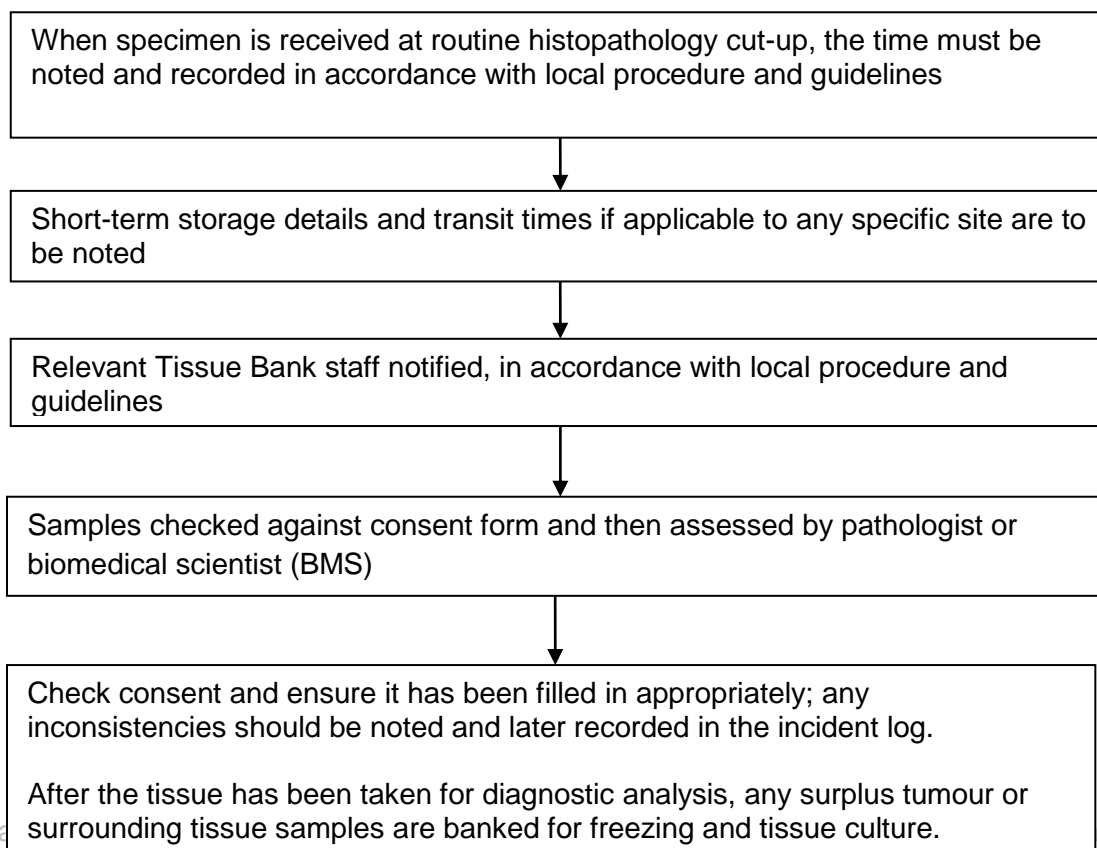 When specimen is received at routine histopathology cut-up, the time must be
noted and recorded in accordance with local procedure and guidelines
Short-term storage details and transit times if applicable to any specific site are to
be noted
Relevant Tissue Bank staff notified, in accordance with local procedure and
guidelines
Samples checked against consent form and then assessed by pathologist or
biomedical scientist (BMS)
Check consent and ensure it has been filled in appropriately; any
inconsistencies should be noted and later recorded in the incident log.
After the tissue has been taken for diagnostic analysis, any surplus tumour or
surrounding tissue samples are banked for freezing and tissue culture.